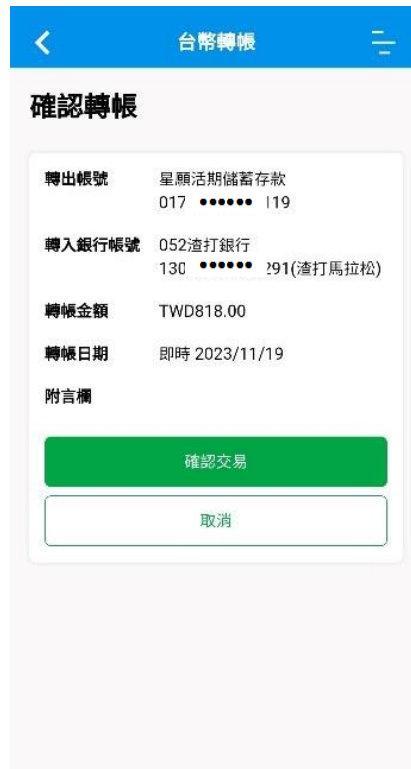 台幣轉帳
確認轉帳
轉出帳號 星願活期儲蓄存款
017 •••••• 119
轉入銀行帳號 052渣打銀行
130 •••••• 291(渣打馬拉松)
轉帳金額 TWD818.00
轉帳日期 即時 2023/11/19
附言欄
確認交易
取消